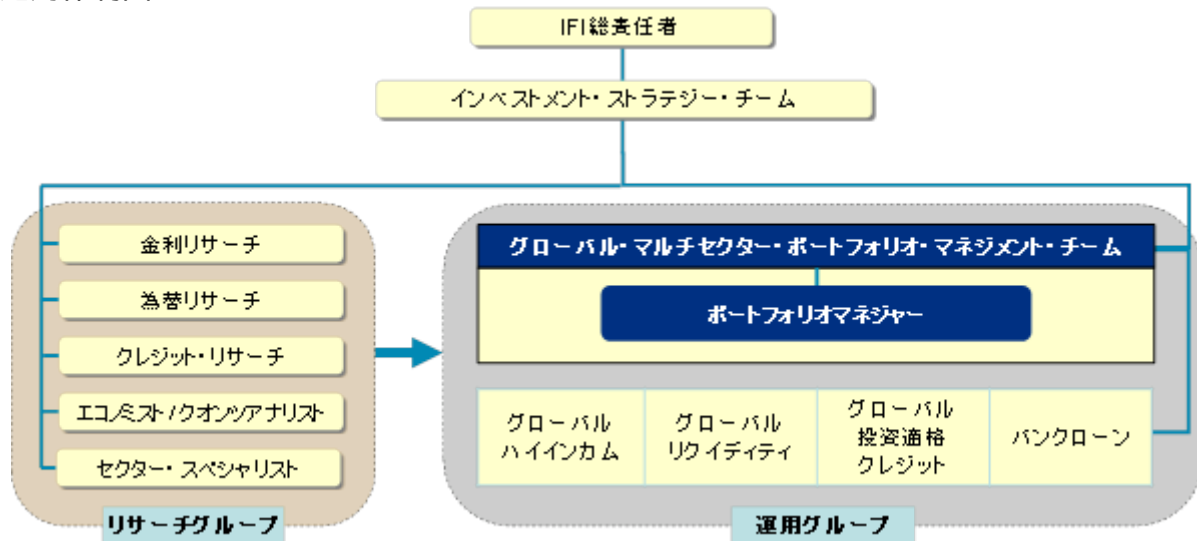 IFI総責任者
インベストメント・ストラテジー・チーム
金利リサーチ
為替リサーチ
クレジット・リサーチ
エコノミスト/クオンツアナリスト
セクター・スペシャリスト
リサーチグループ
グローバル・マルチセクター・ポートフォリオ・マネジメント・チーム
ポートフォリオマネジャー
グローバル
ハイインカム
グローバル
リクイディティ
グローバル
投資適格
クレジット
バンクローン
運用グループ